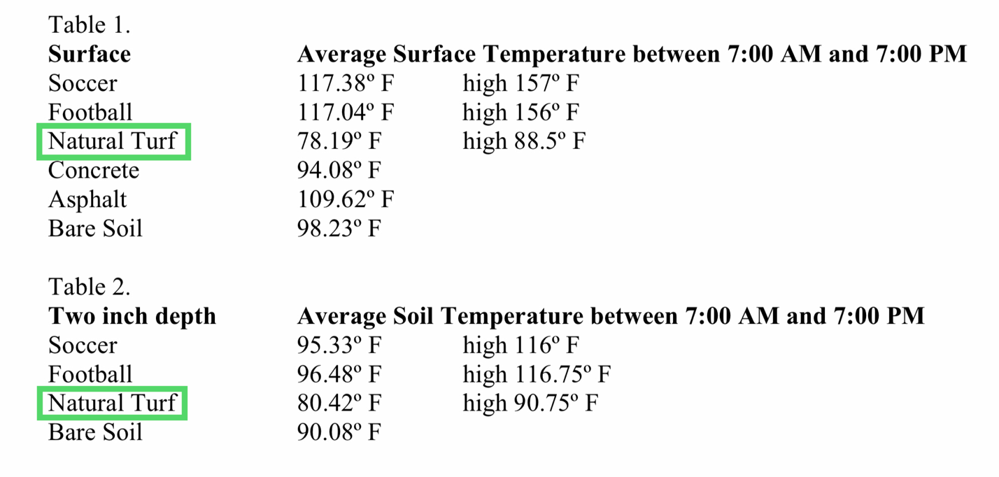 Table 1.
Surface Average Surface Temperature between 7:00 AM and 7:00 PM
Soccer 117.38º F high 157º F
Football 117.04º F high 156º F
Natural Turf 78.19º F high 88.5º F
Concrete 94.08º F
Asphalt 109.62º F
Bare Soil 98.23º F
Table 2.
Two inch depth Average Soil Temperature between 7:00 AM and 7:00 PM
Soccer 95.33º F high 116º F
Football 96.48º F high 116.75º F
Natural Turf 80.42º F high 90.75º F
Bare Soil 90.08º F